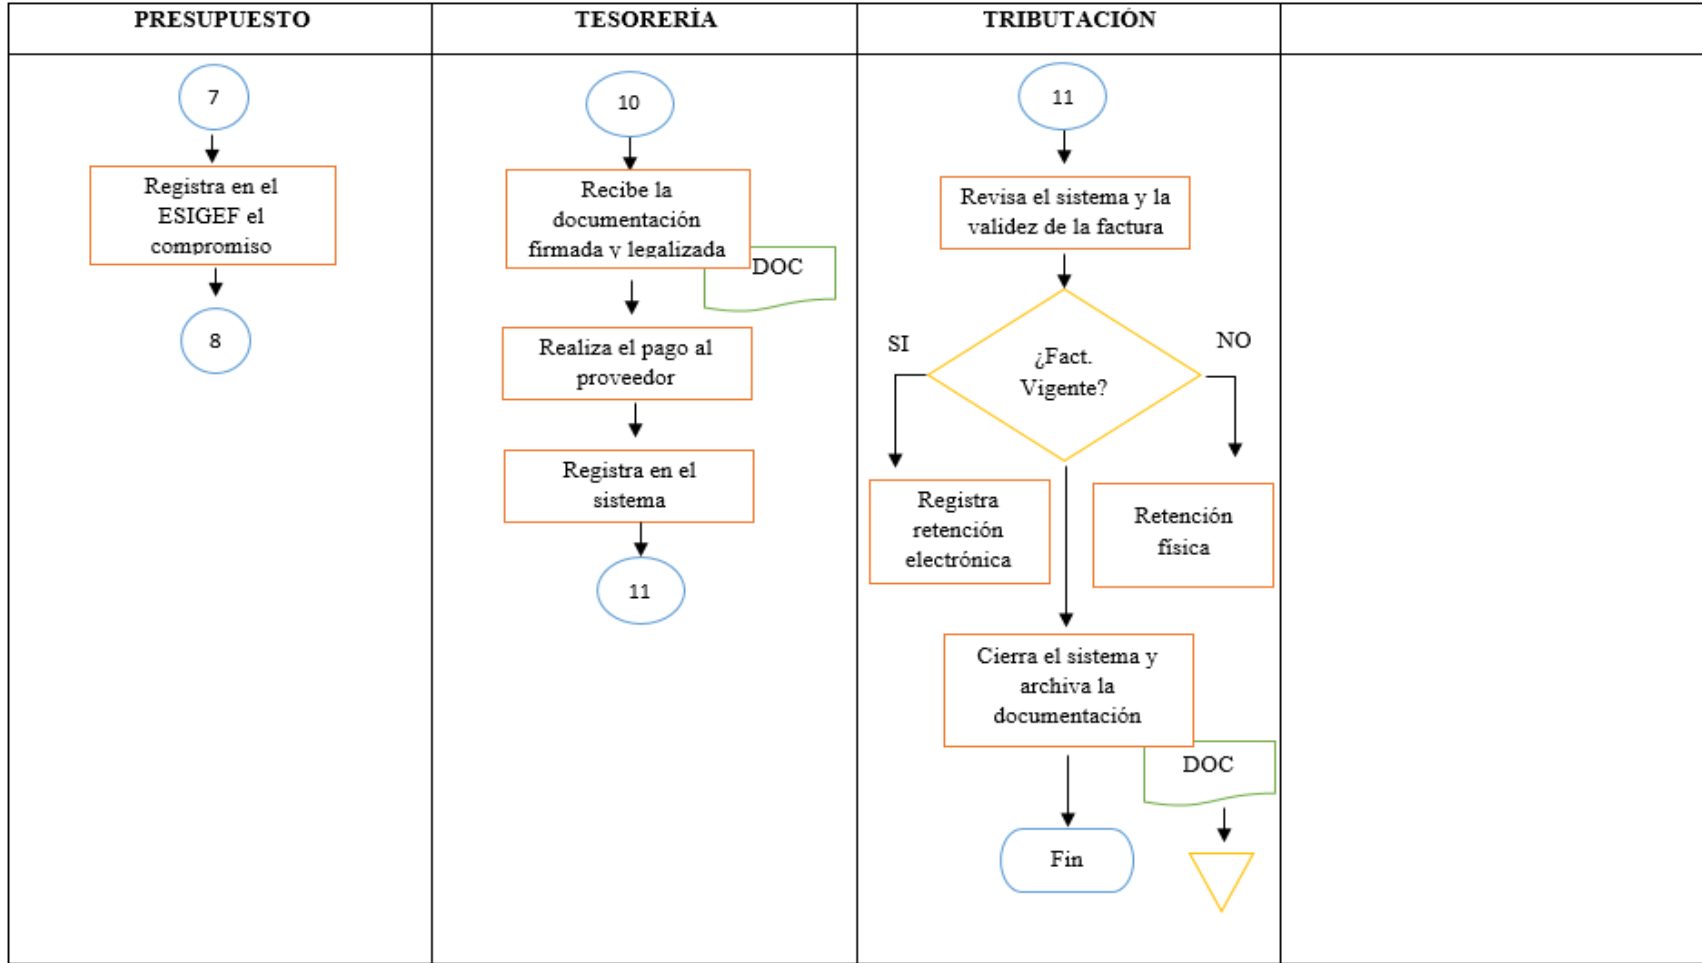 PRESUPUESTO
TESORERÍA
TRIBUTACIÓN
7
Registra en el
ESIGEF el
compromiso
8
10
Recibe la
documentación
firmada y legalizada
DOC
Realiza el pago al
proveedor
Registra en el
sistema
11
11
Revisa el sistema y la
validez de la factura
SI
¿Fact.
Vigente?
NO
Registra
retención
electrónica
Retención
física
Cierra el sistema y
archiva la
documentación
DOC
Fin